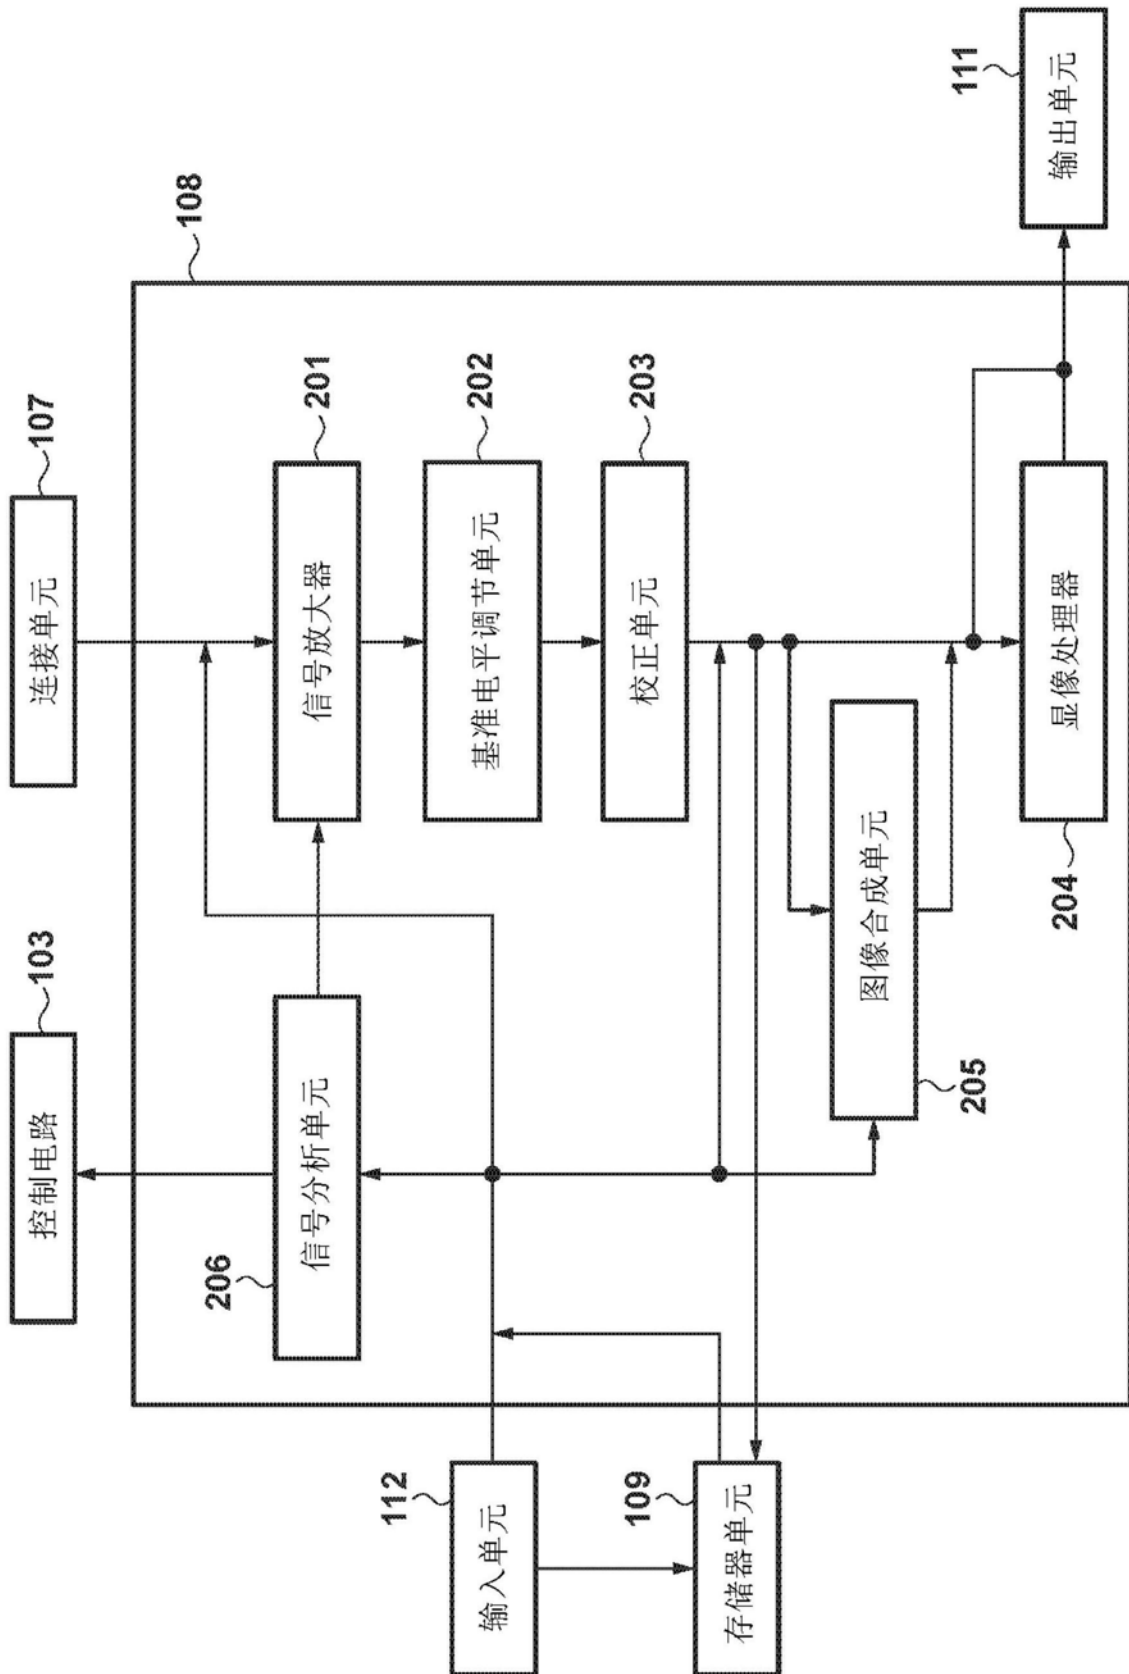 控制电路
103
连接单元
107
108
信号分析单元
206
信号放大器
201
基准电平调节单元
202
校正单元
203
图像合成单元
205
显像处理器
204
输入单元
112
存储器单元
109
输出单元
111